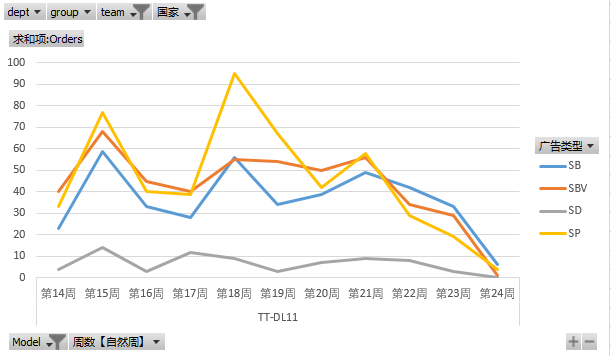 dept group team 国家
求和项:Orders
100
90
80
70
60
50
40
30
20
10
0
第14周 第15周 第16周 第17周 第18周 第19周 第20周 第21周 第22周 第23周 第24周
TT-DL11
广告类型
SB
SBV
SD
SP
Model 周数【自然周】